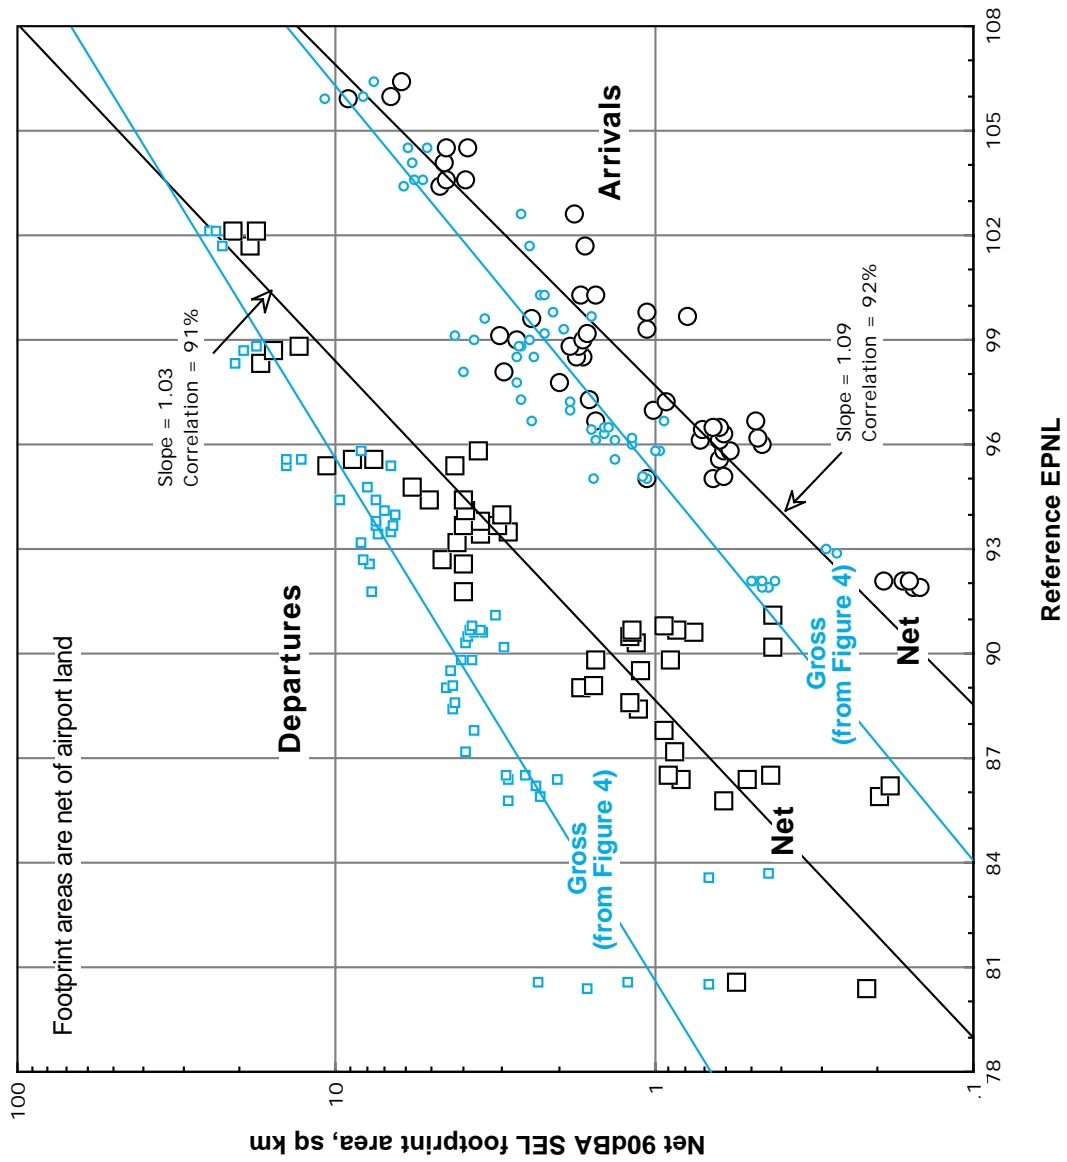 Footprint areas are net of airport land
Slope = 1.03
Correlation = 91%
Departures
Arrivals
Slope = 1.09
Correlation = 92%
Gross
(from Figure 4)
Net
Gross
(from Figure 4)
Net
Net 90dBA SEL footprint area, sq km
100
10
1
.1
78
81
84
87
90
93
96
99
102
105
108
Reference EPNL